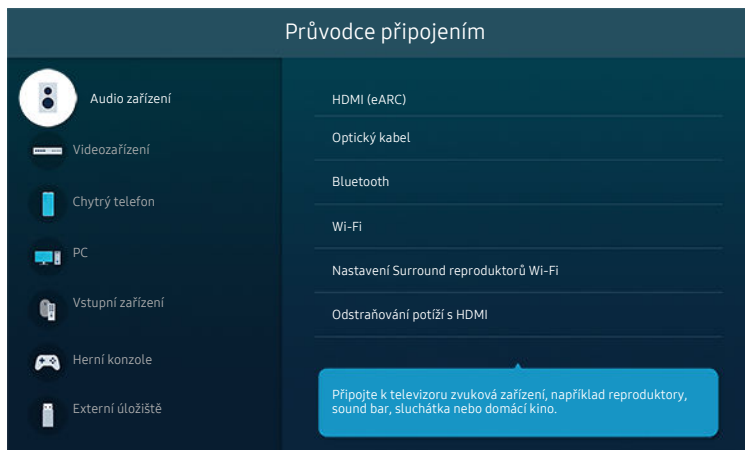 Průvodce připojením
Audio zařízení
Videozařízení
Chytrý telefon
PC
Vstupní zařízení
Herní konzole
Externí úložiště
HDMI (eARC)
Optický kabel
Bluetooth
Wi-Fi
Nastavení Surround reproduktorů Wi-Fi
Odstraňování potíží s HDMI
Připojte k televizoru zvuková zařízení, například reproduktory,
sound bar, sluchátka nebo domácí kino.